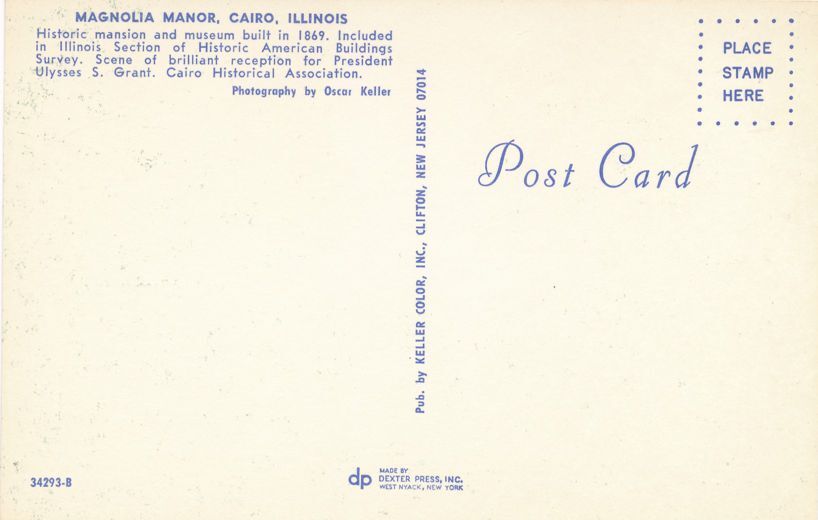 MAGNOLIA MANOR, CAIRO, ILLINOIS
Historic mansion and museum built in 1869. Included
in Illinois Section of Historic American Buildings
Survey. Scene of brilliant reception for President
Ulysses S. Grant. Cairo Historical Association.
Photography by Oscar Keller
Pub. by KELLER COLOR, INC., CLIFTON, NEW JERSEY 07014
PLACE
STAMP
HERE
Post Card
34293-B
dp
MADE BY
DEXTER PRESS, INC.
WEST NYACK, NEW YORK